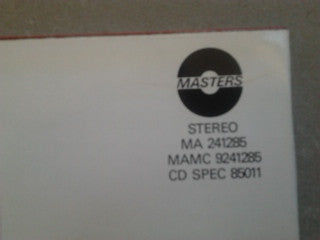 MASTERS
STEREO
MA 241285
MAMC 9241285
CD SPEC 85011